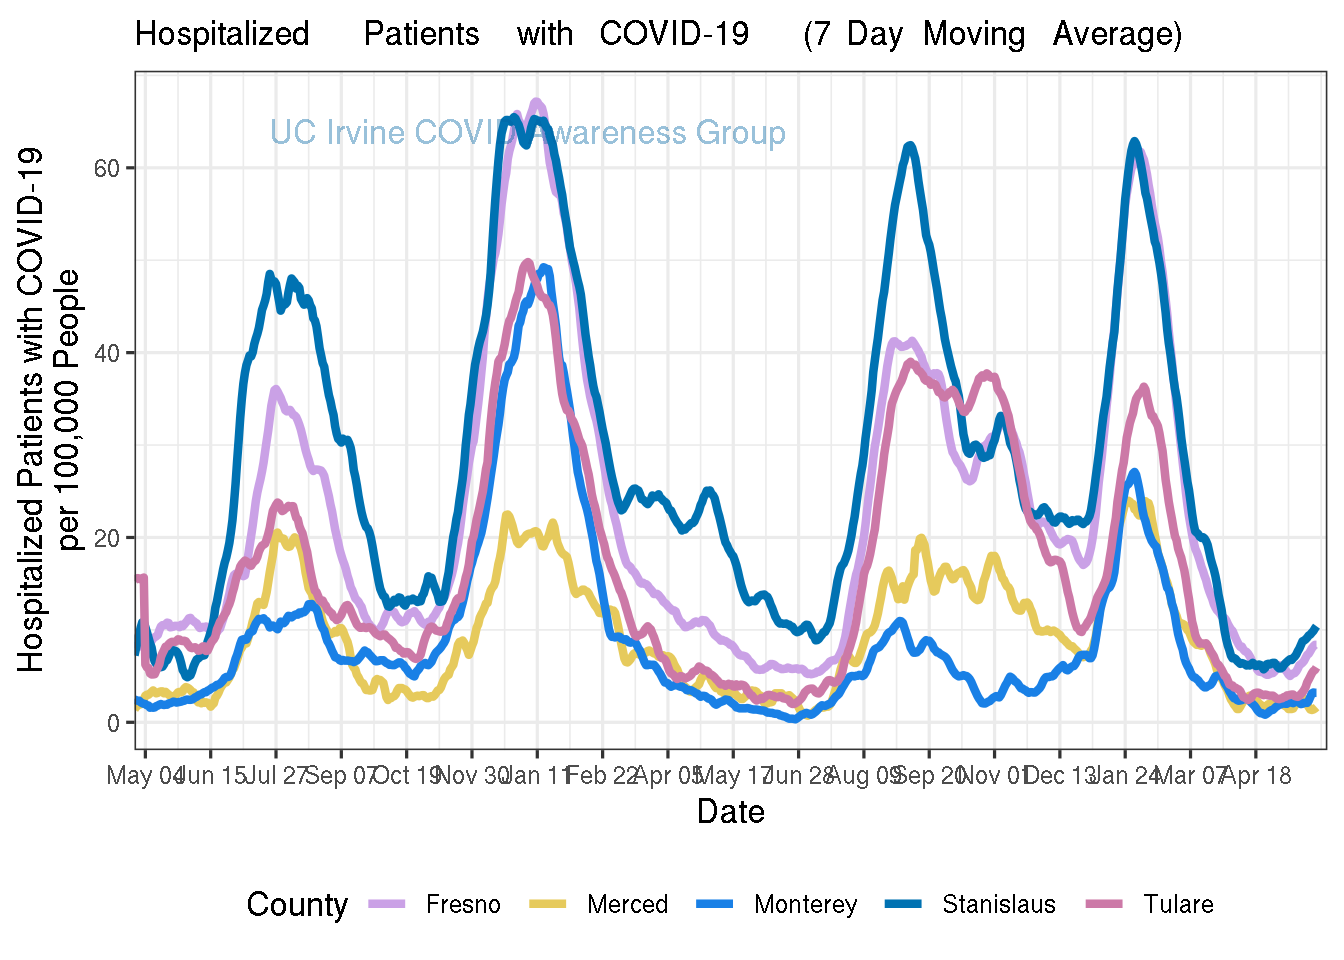 Hospitalized Patients with COVID-19 (7 Day Moving Average)
UC Irvine COVID Awareness Group
Hospitalized Patients with COVID-19
per 100,000 People
60
40
20
0
May 04 Jun 15 Jul 27 Sep 07 Oct 19 Nov 30 Jan 11 Feb 22 Apr 05 May 17 Jun 28 Aug 09 Sep 20 Nov 01 Dec 13 Jan 24 Mar 07 Apr 18
Date
County Fresno Merced Monterey Stanislaus Tulare